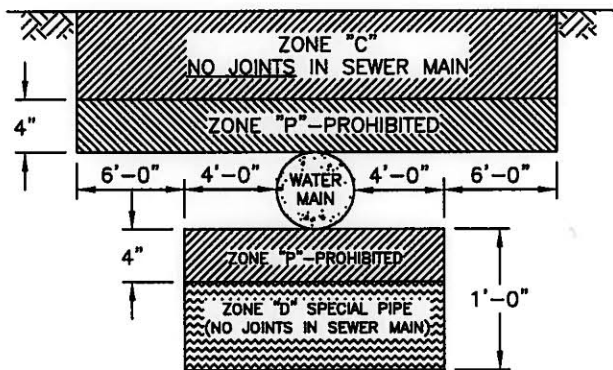 ZONE "C"
NO JOINTS IN SEWER MAIN
4"
ZONE "P"-PROHIBITED
6'-0"
4'-0"
WATER
MAIN
4'-0"
6'-0"
4"
ZONE "P"-PROHIBITED
ZONE "D" SPECIAL PIPE
(NO JOINTS IN SEWER MAIN)
1'-0"